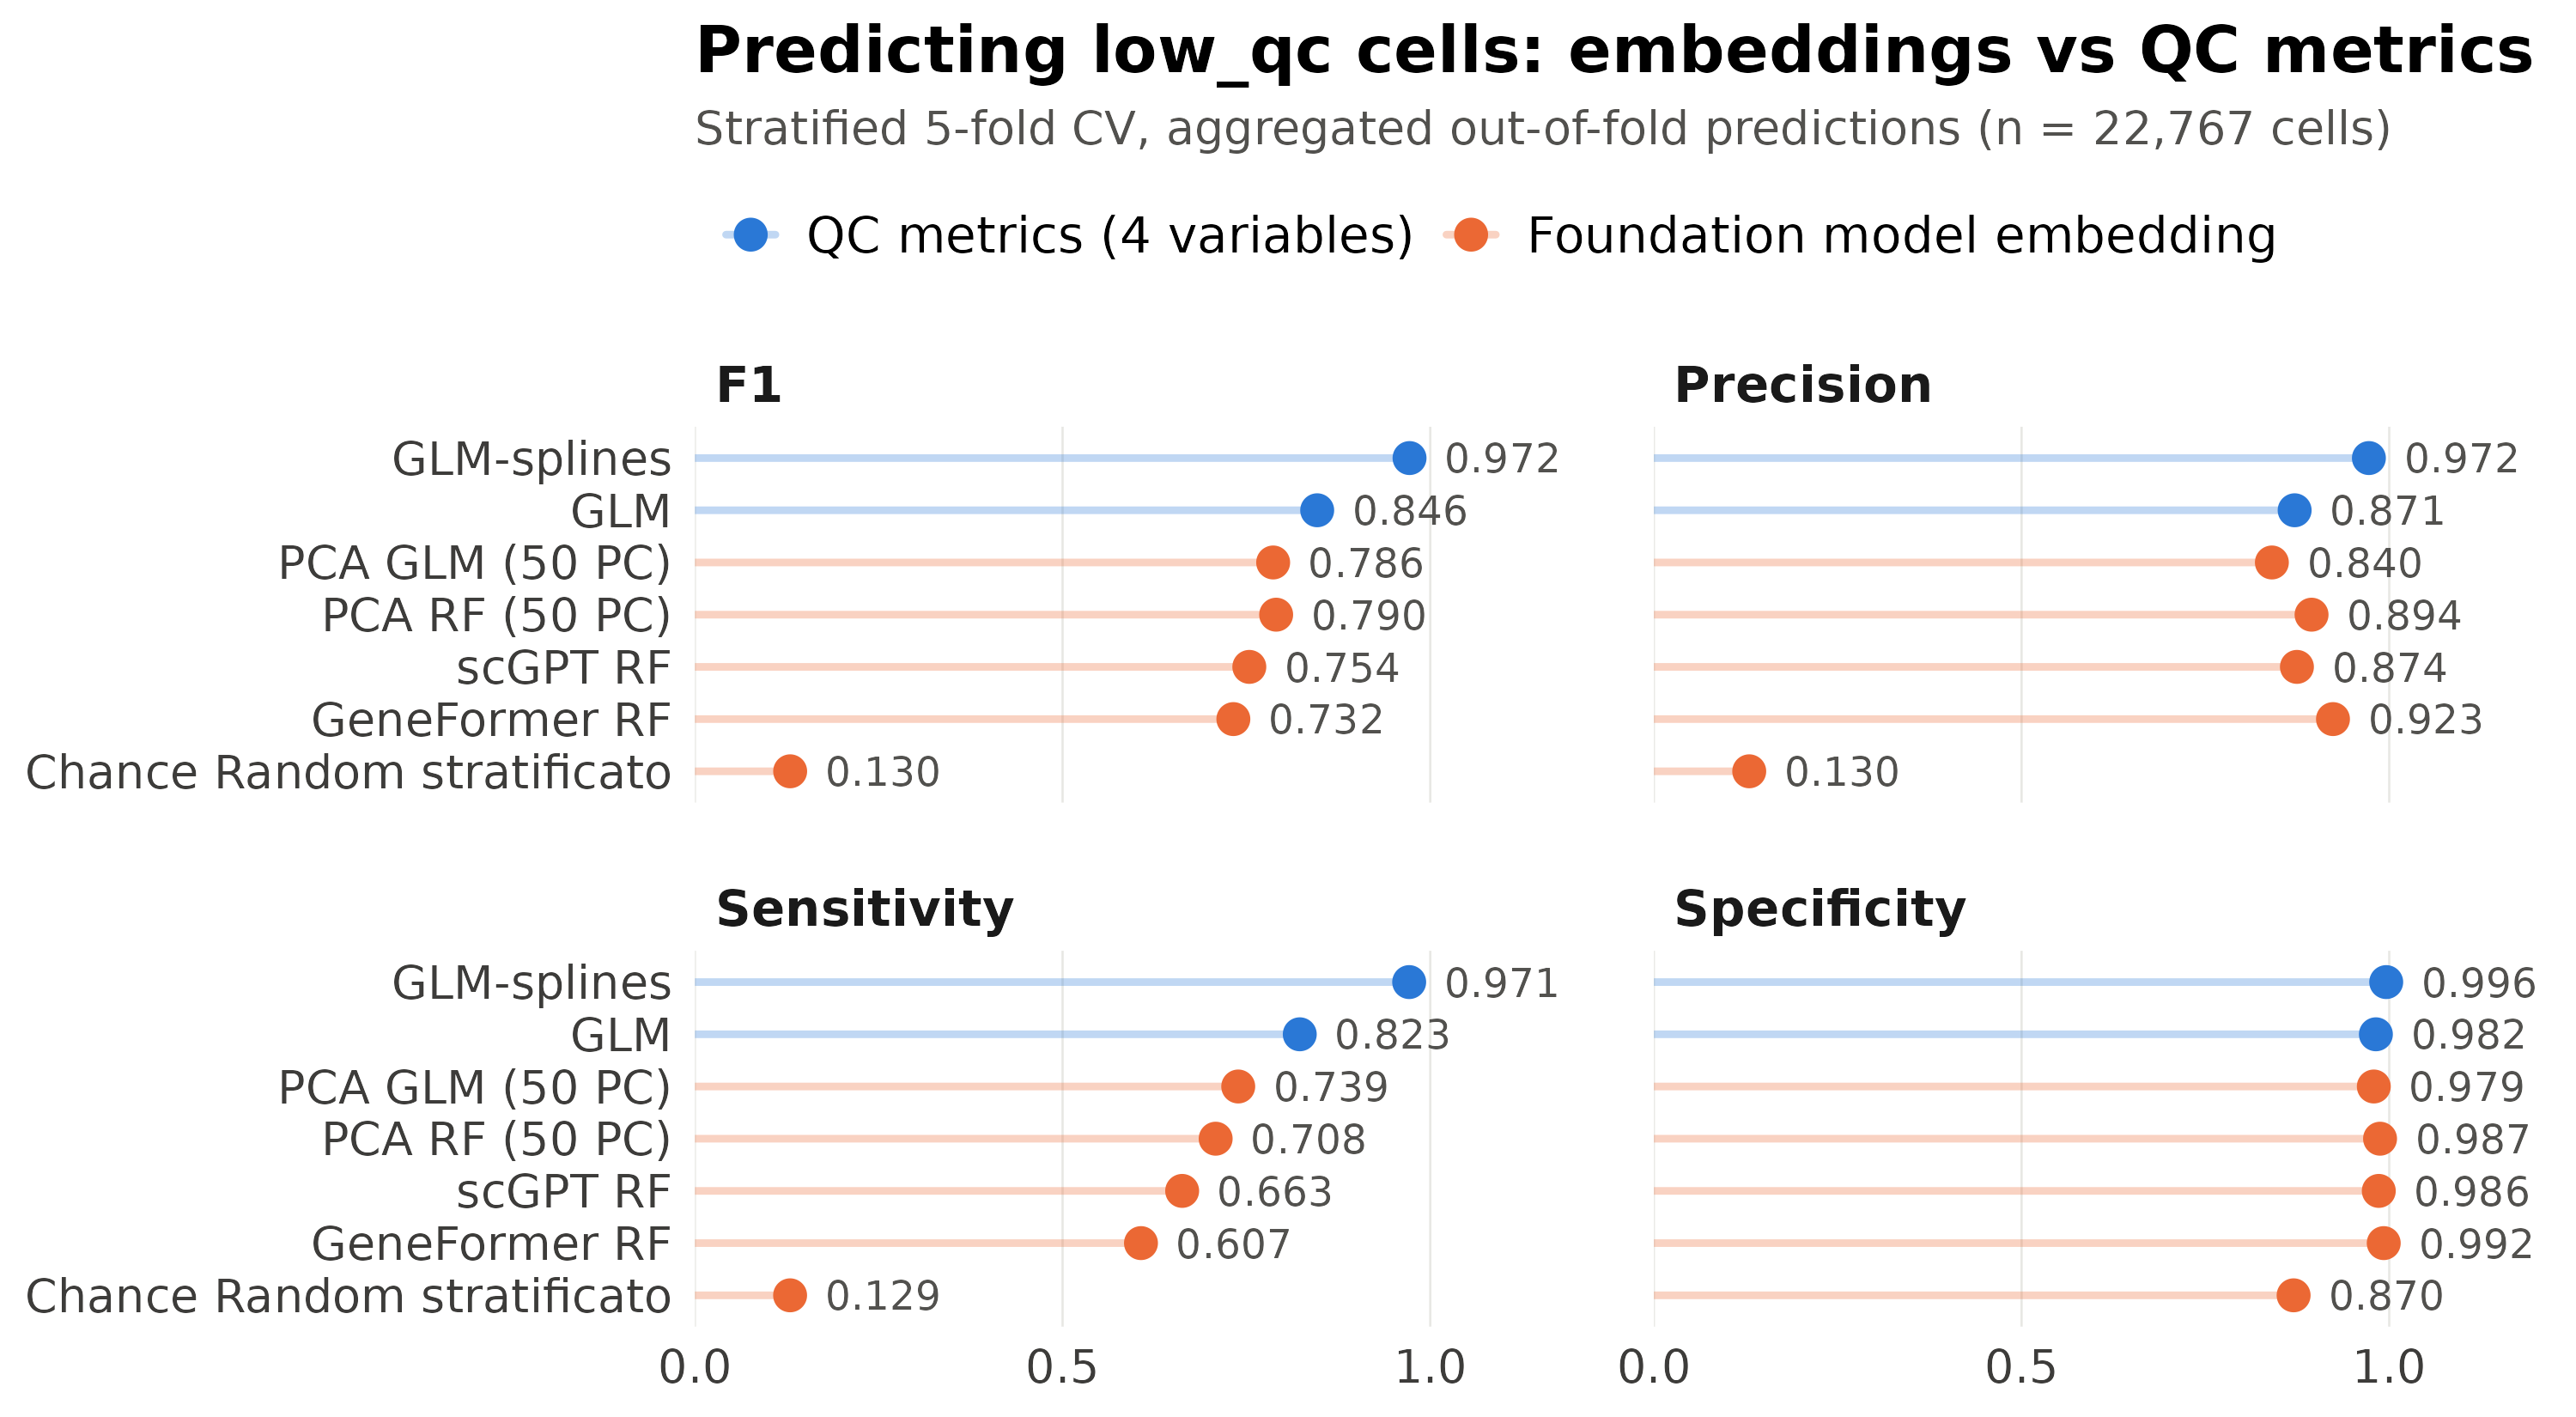 Predicting low_qc cells: embeddings vs QC metrics
Stratified 5-fold CV, aggregated out-of-fold predictions (n = 22,767 cells)
QC metrics (4 variables) Foundation model embedding
F1 Precision
GLM-splines 0.972 0.972
GLM 0.846 0.871
PCA GLM (50 PC) 0.786 0.840
PCA RF (50 PC) 0.790 0.894
scGPT RF 0.754 0.874
GeneFormer RF 0.732 0.923
Chance Random stratificato 0.130 0.130
Sensitivity Specificity
GLM-splines 0.971 0.996
GLM 0.823 0.982
PCA GLM (50 PC) 0.739 0.979
PCA RF (50 PC) 0.708 0.987
scGPT RF 0.663 0.986
GeneFormer RF 0.607 0.992
Chance Random stratificato 0.129 0.870
0.0 0.5 1.0 0.0 0.5 1.0